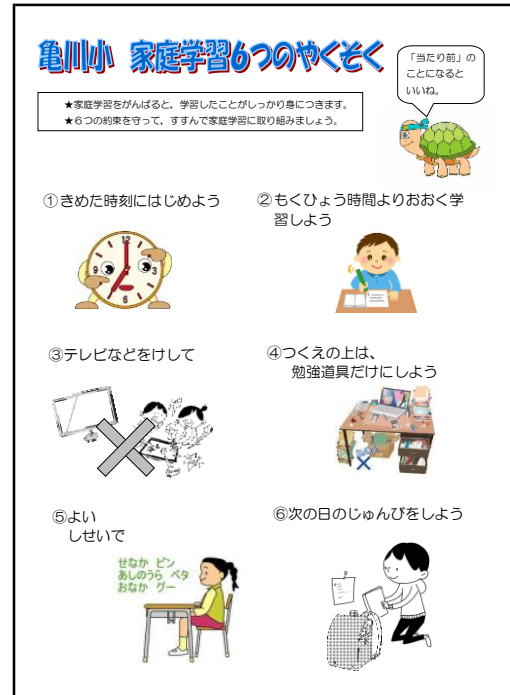 亀川小 家庭学習6つのやくそく
「当たり前」の
ことになると
いいね。
★家庭学習をがんばると，学習したことがしっかり身につきます。
★６つの約束を守って，すすんで家庭学習に取り組みましょう。
①きめた時刻にはじめよう
②もくひょう時間よりおおく学
習しよう
12
9
3
6
③テレビなどをけして
④つくえの上は、
勉強道具だけにしよう
⑤よい
しせいで
せなか ピン
あしのうら ペタ
おなか グー
⑥次の日のじゅんびをしよう